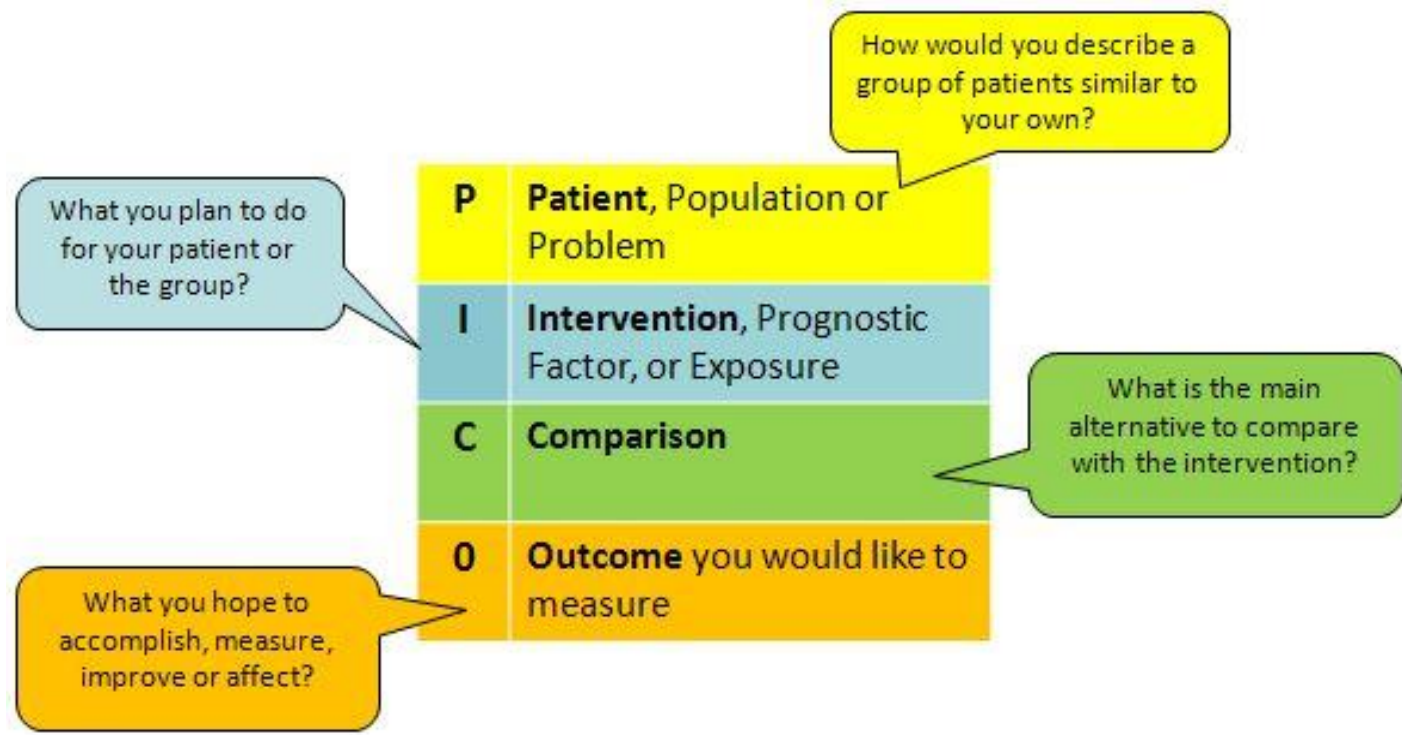 How would you describe a
group of patients similar to
your own?
What you plan to do
for your patient or
the group?
P Patient, Population or
Problem
I Intervention, Prognostic
Factor, or Exposure
C Comparison
What is the main
alternative to compare
with the intervention?
0 Outcome you would like to
measure
What you hope to
accomplish, measure,
improve or affect?